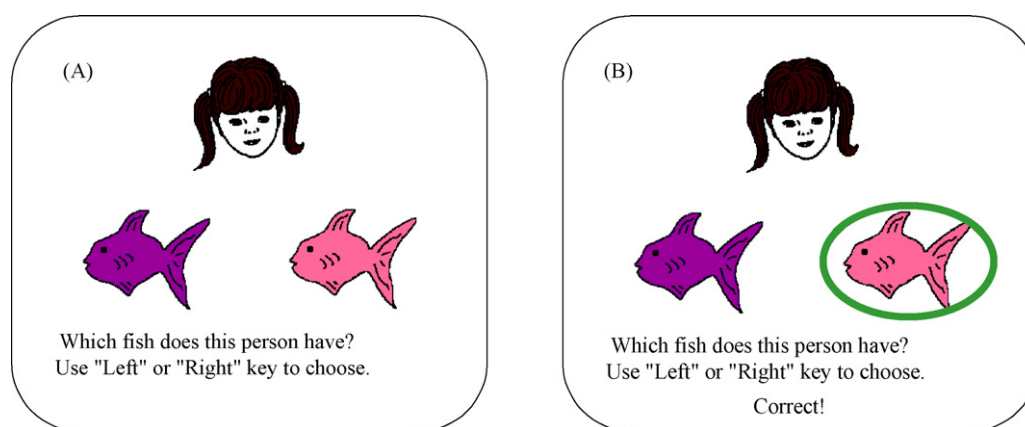 (A)
Which fish does this person have?
Use "Left" or "Right" key to choose.
(B)
Which fish does this person have?
Use "Left" or "Right" key to choose.
Correct!